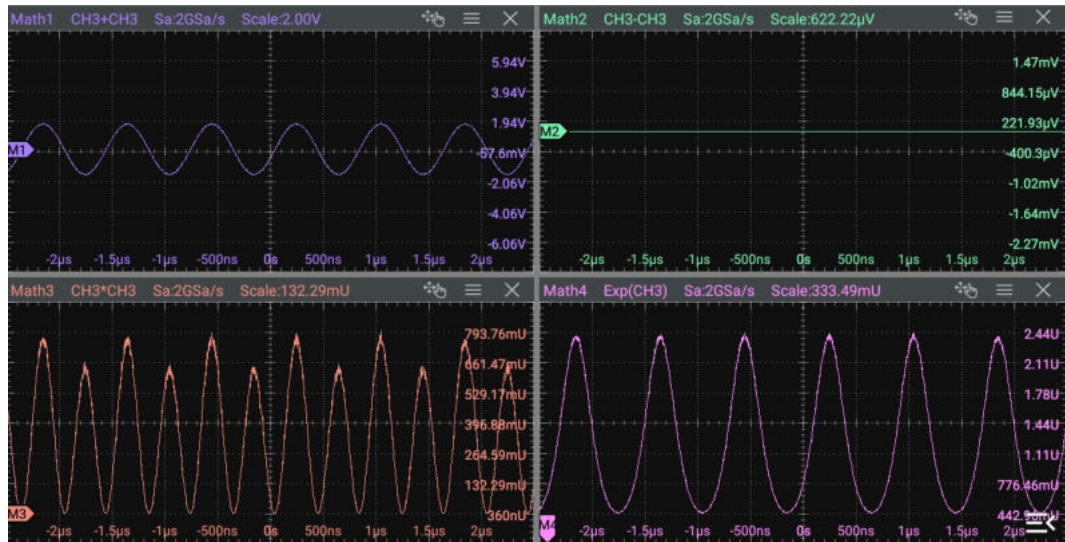 Math1 CH3+CH3 Sa:2GSa/s Scale:2.00V
5.94V
3.94V
1.94V
M1
-57.6mV
-2.06V
-4.06V
-6.06V
-2µs -1.5µs -1µs -500ns 0s 500ns 1µs 1.5µs 2µs
Math2 CH3-CH3 Sa:2GSa/s Scale:622.22µV
1.47mV
844.15µV
221.93µV
M2
-400.3µV
-1.02mV
-1.64mV
-2.27mV
-2µs -1.5µs -1µs -500ns 0s 500ns 1µs 1.5µs 2µs
Math3 CH3*CH3 Sa:2GSa/s Scale:132.29mU
793.76mU
661.47mU
529.17mU
396.88mU
264.59mU
132.29mU
M3
360nU
-2µs -1.5µs -1µs -500ns 0s 500ns 1µs 1.5µs 2µs
Math4 Exp(CH3) Sa:2GSa/s Scale:333.49mU
2.44U
2.11U
1.78U
1.44U
1.11U
776.46mU
M4
-2µs -1.5µs -1µs -500ns 0s 500ns 1µs 1.5µs 2µs